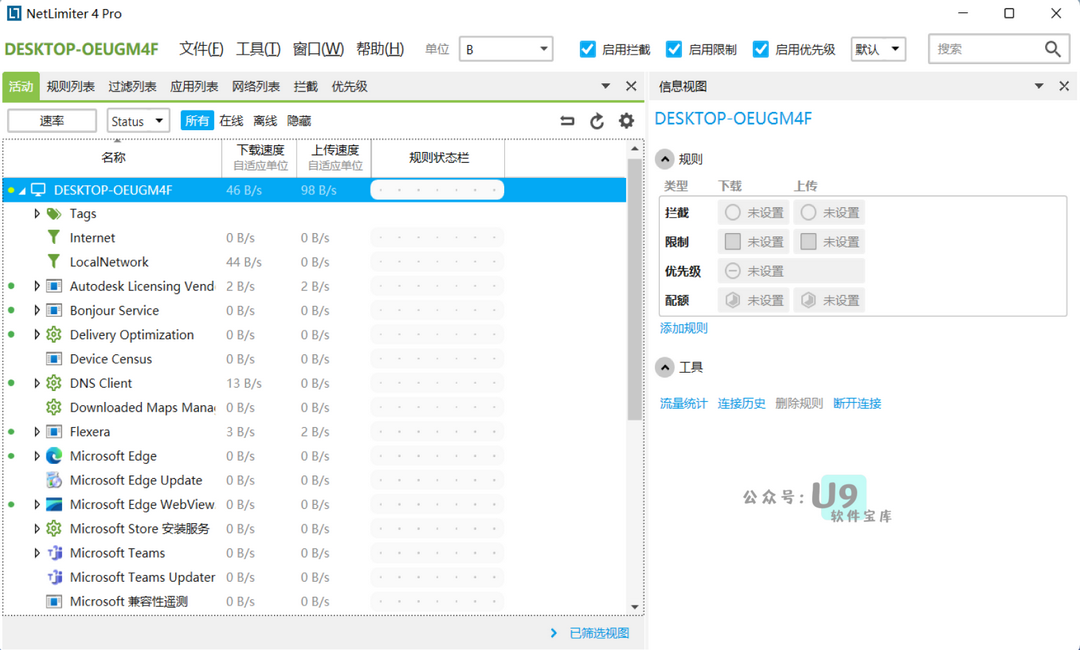 NetLimiter 4 Pro
DESKTOP-OEUGM4F 文件(F) 工具(T) 窗口(W) 帮助(H) 单位 B 启用拦截 启用限制 启用优先级 默认 搜索
活动 规则列表 过滤列表 应用列表 网络列表 拦截 优先级
速率 Status 所有 在线 离线 隐藏
名称 下载速度 自适应单位 上传速度 自适应单位 规则状态栏
DESKTOP-OEUGM4F 46 B/s 98 B/s
Tags
Internet 0 B/s 0 B/s
LocalNetwork 44 B/s 0 B/s
Autodesk Licensing Vend 2 B/s 2 B/s
Bonjour Service 0 B/s 0 B/s
Delivery Optimization 0 B/s 0 B/s
Device Census 0 B/s 0 B/s
DNS Client 13 B/s 0 B/s
Downloaded Maps Mana 0 B/s 0 B/s
Flexera 3 B/s 2 B/s
Microsoft Edge 0 B/s 0 B/s
Microsoft Edge Update 0 B/s 0 B/s
Microsoft Edge WebView 0 B/s 0 B/s
Microsoft Store 安装服务 0 B/s 0 B/s
Microsoft Teams 0 B/s 0 B/s
Microsoft Teams Updater 0 B/s 0 B/s
Microsoft 兼容性遥测 0 B/s 0 B/s
已筛选视图
信息视图
DESKTOP-OEUGM4F
规则
类型 下载 上传
拦截 未设置 未设置
限制 未设置 未设置
优先级 未设置
配额 未设置 未设置
添加规则
工具
流量统计 连接历史 删除规则 断开连接
公众号: U9
软件宝库